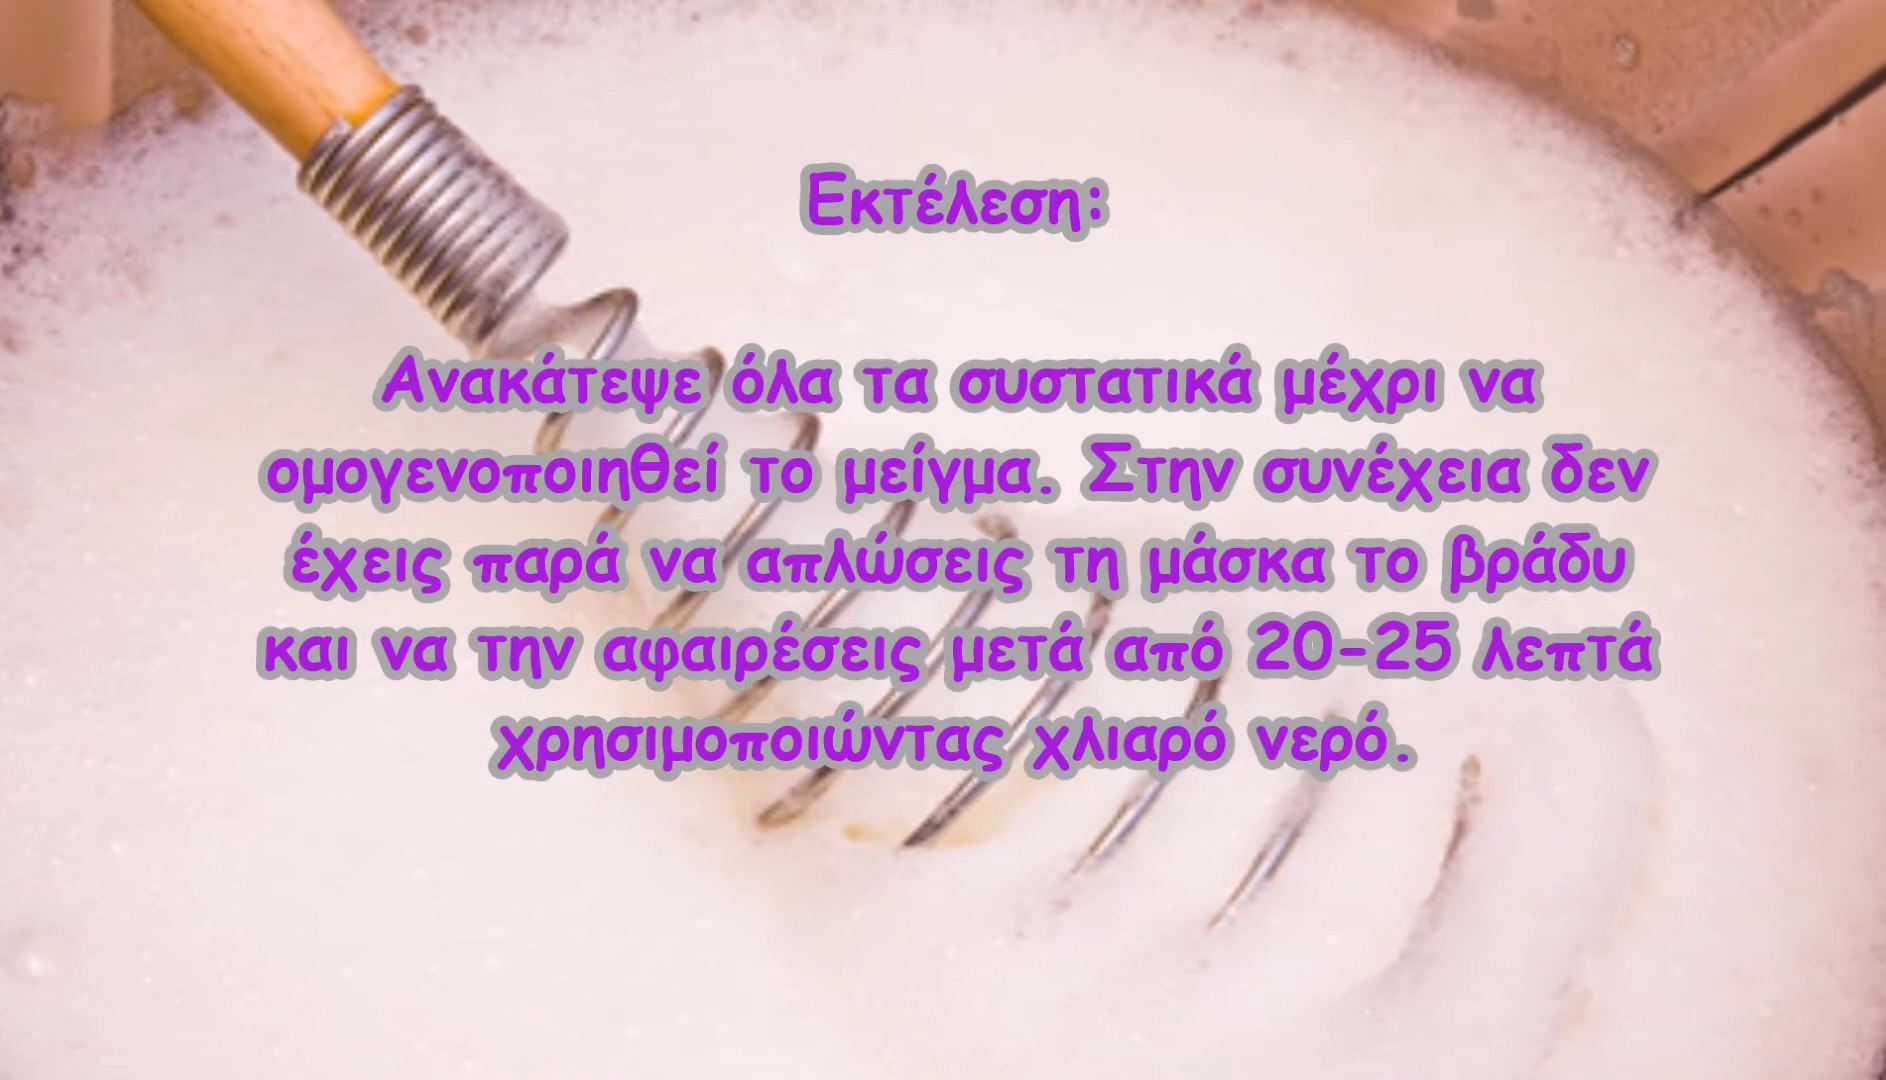 Εκτέλεση:
Ανακάτεψε όλα τα συστατικά μέχρι να
ομογενοποιηθεί το μείγμα. Στην συνέχεια δεν
έχεις παρά να απλώσεις τη μάσκα το βράδυ
και να την αφαιρέσεις μετά από 20-25 λεπτά
χρησιμοποιώντας χλιαρό νερό.